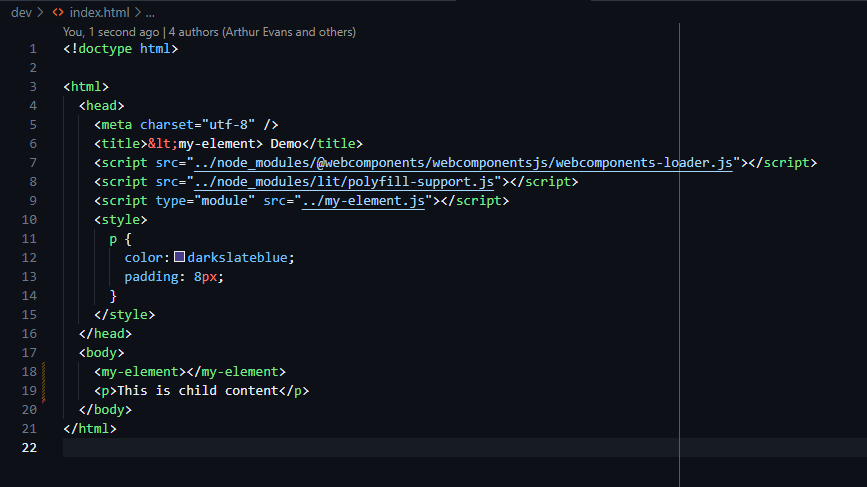 dev > <> index.html > ...
You, 1 second ago | 4 authors (Arthur Evans and others)
1 <!doctype html>
2
3 <html>
4 <head>
5 <meta charset="utf-8" />
6 <title>&lt;my-element> Demo</title>
7 <script src="../node_modules/@webcomponents/webcomponentsjs/webcomponents-loader.js"></script>
8 <script src="../node_modules/lit/polyfill-support.js"></script>
9 <script type="module" src="../my-element.js"></script>
10 <style>
11 p {
12 color: darkslateblue;
13 padding: 8px;
14 }
15 </style>
16 </head>
17 <body>
18 <my-element></my-element>
19 <p>This is child content</p>
20 </body>
21 </html>
22